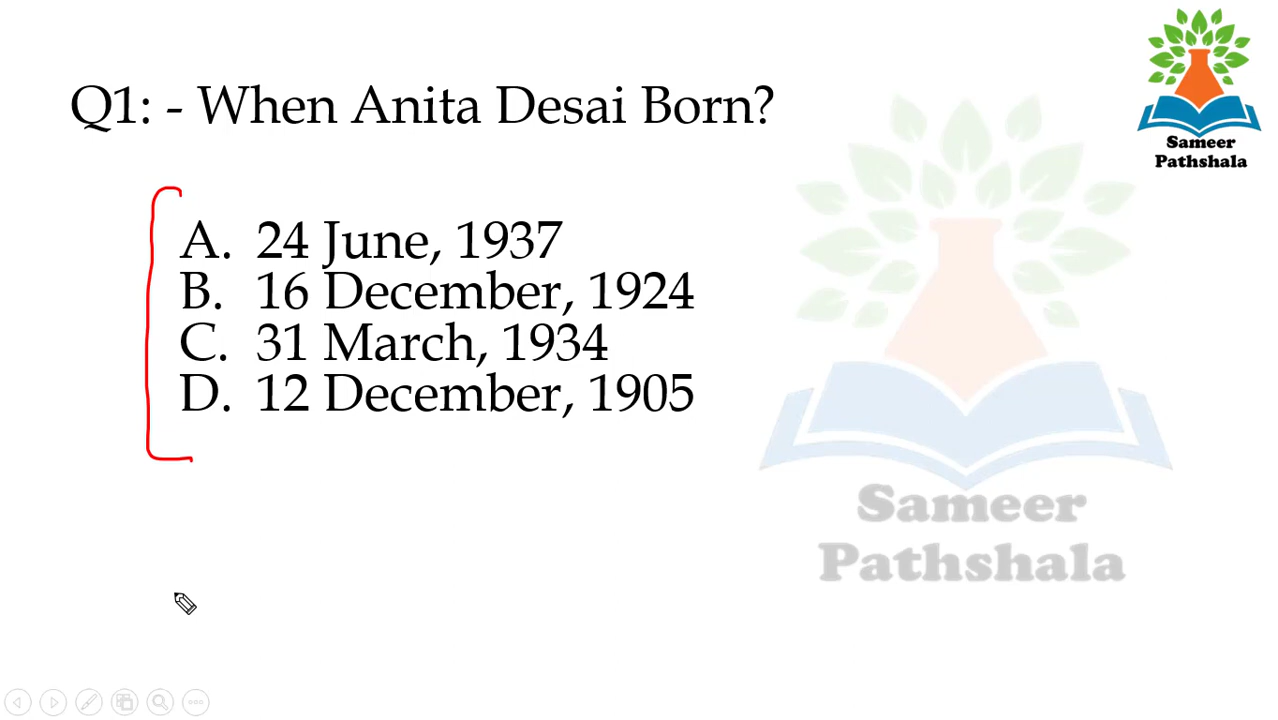 Q1: - When Anita Desai Born?
A. 24 June, 1937
B. 16 December, 1924
C. 31 March, 1934
D. 12 December, 1905
Sameer
Pathshala
Sameer
Pathshala